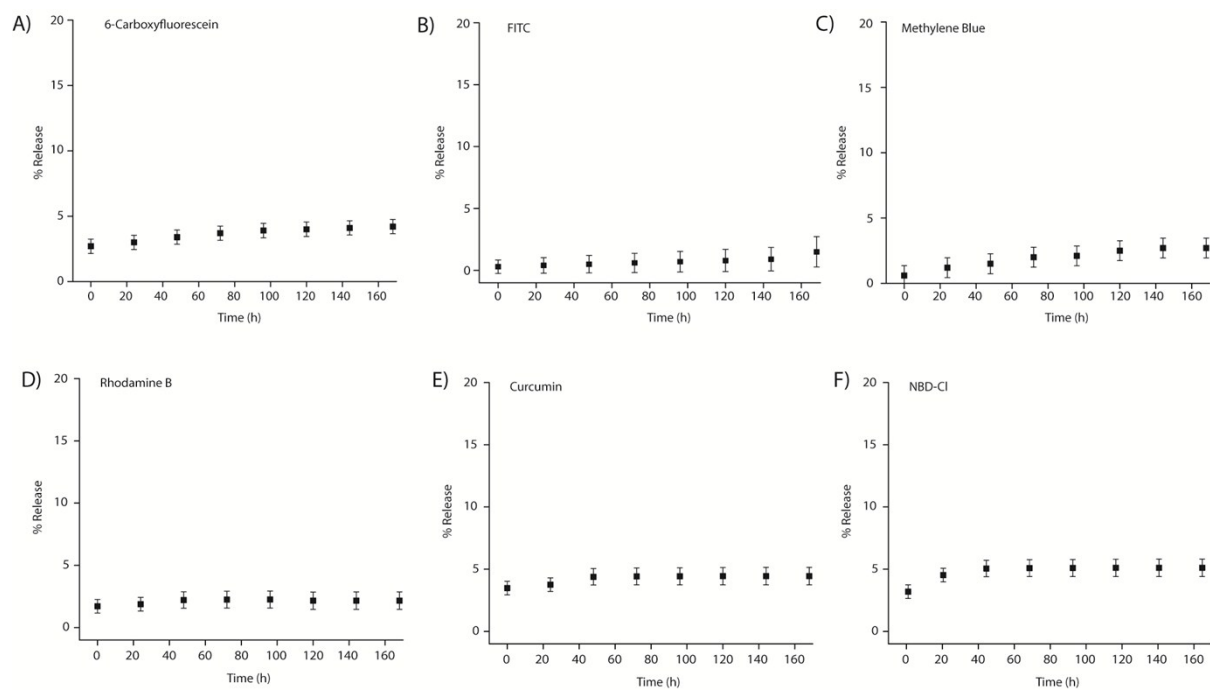 A)
6-Carboxyfluorescein
20
15
10
5
0
% Release
0 20 40 60 80 100 120 140 160
Time (h)
B)
FITC
20
15
10
5
0
% Release
0 20 40 60 80 100 120 140 160
Time (h)
C)
Methylene Blue
20
15
10
5
0
% Release
0 20 40 60 80 100 120 140 160
Time (h)
D)
Rhodamine B
20
15
10
5
0
% Release
0 20 40 60 80 100 120 140 160
Time (h)
E)
Curcumin
20
15
10
5
0
% Release
0 20 40 60 80 100 120 140 160
Time (h)
F)
NBD-Cl
20
15
10
5
0
% Release
0 20 40 60 80 100 120 140 160
Time (h)